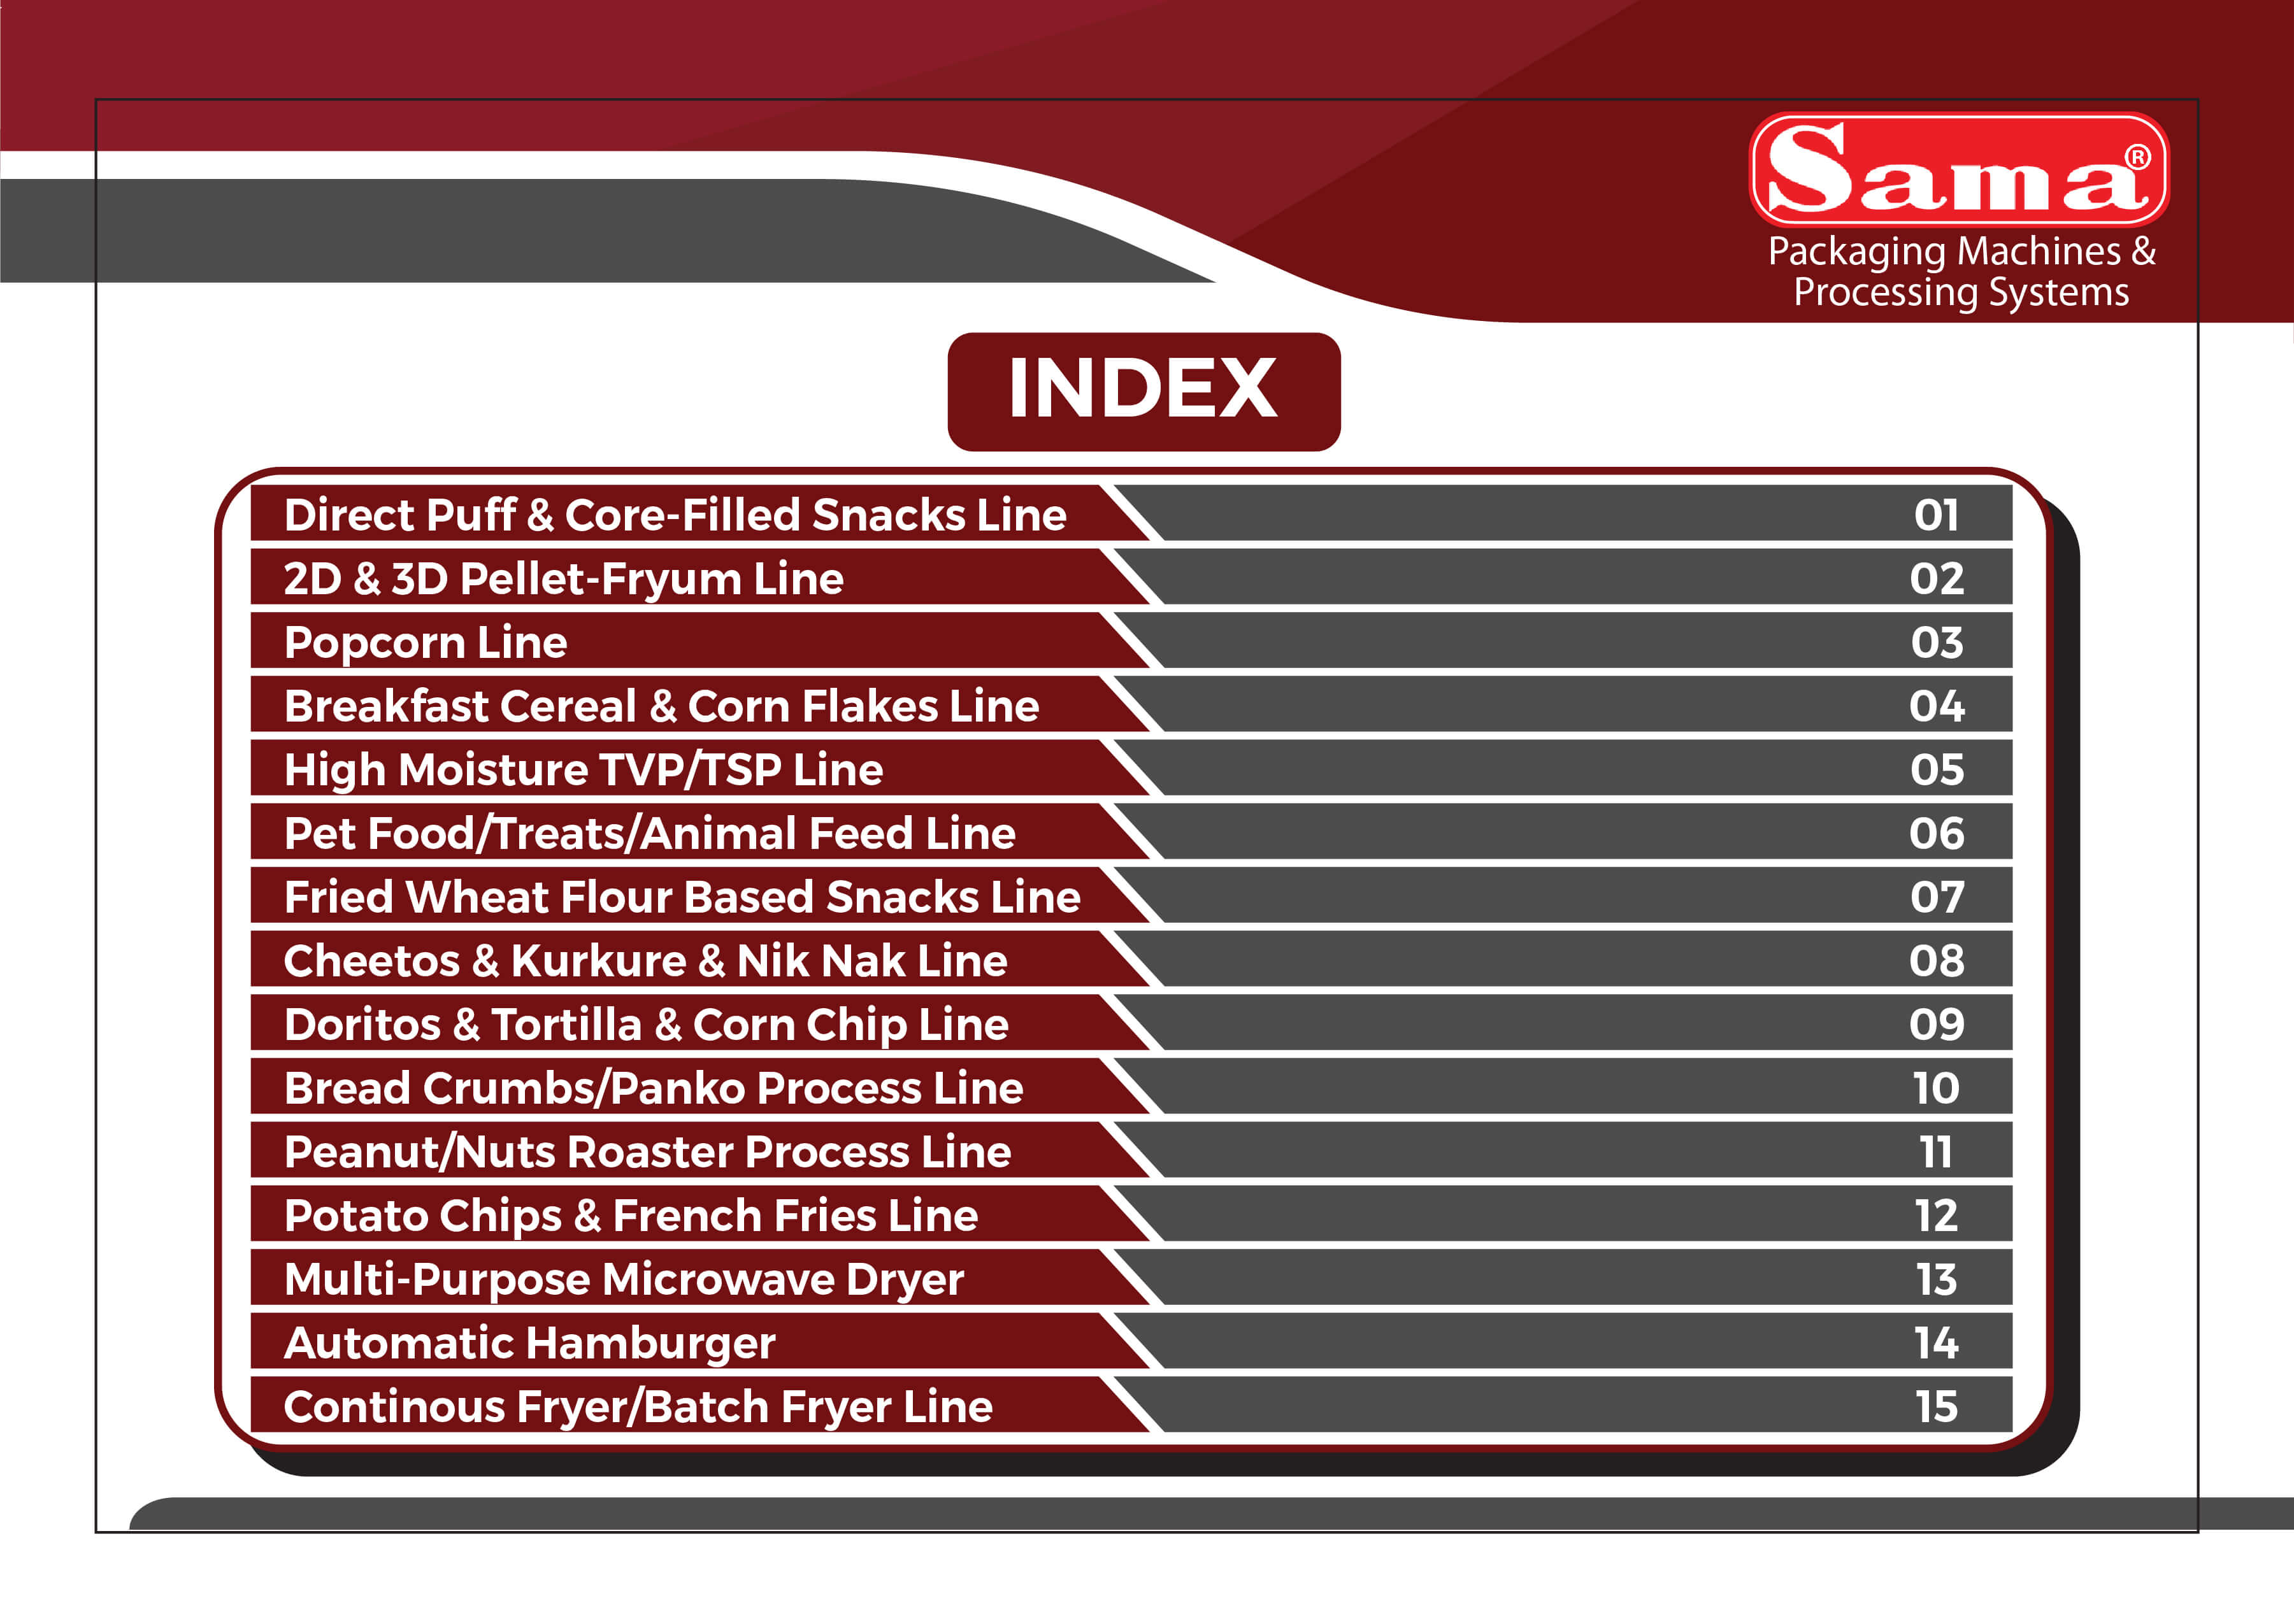 Sama®
Packaging Machines &
Processing Systems
INDEX
Direct Puff & Core-Filled Snacks Line 01
2D & 3D Pellet-Fryum Line 02
Popcorn Line 03
Breakfast Cereal & Corn Flakes Line 04
High Moisture TVP/TSP Line 05
Pet Food/Treats/Animal Feed Line 06
Fried Wheat Flour Based Snacks Line 07
Cheetos & Kurkure & Nik Nak Line 08
Doritos & Tortilla & Corn Chip Line 09
Bread Crumbs/Panko Process Line 10
Peanut/Nuts Roaster Process Line 11
Potato Chips & French Fries Line 12
Multi-Purpose Microwave Dryer 13
Automatic Hamburger 14
Continous Fryer/Batch Fryer Line 15